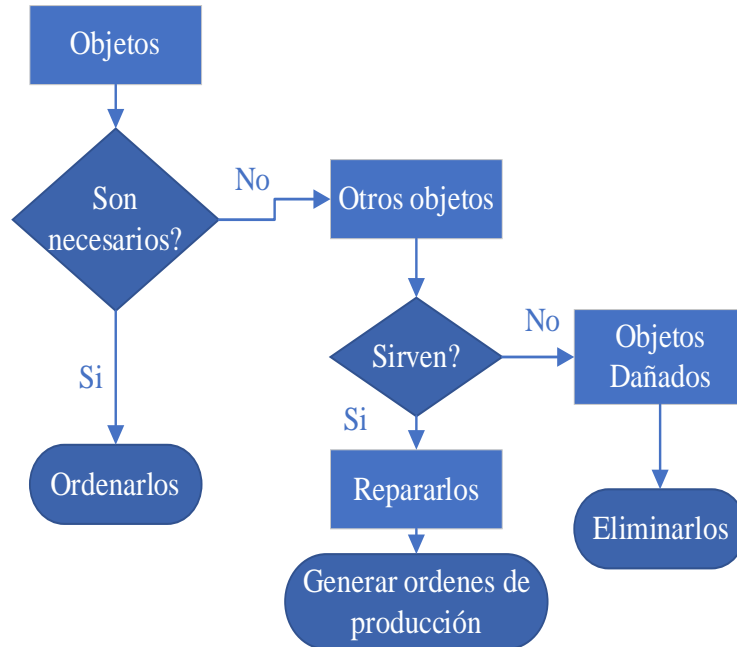 Objetos
Son
necesarios?
No
Otros objetos
Si
Ordenarlos
Sirven?
No
Objetos
Dañados
Si
Repararlos
Eliminarlos
Generar ordenes de
producción